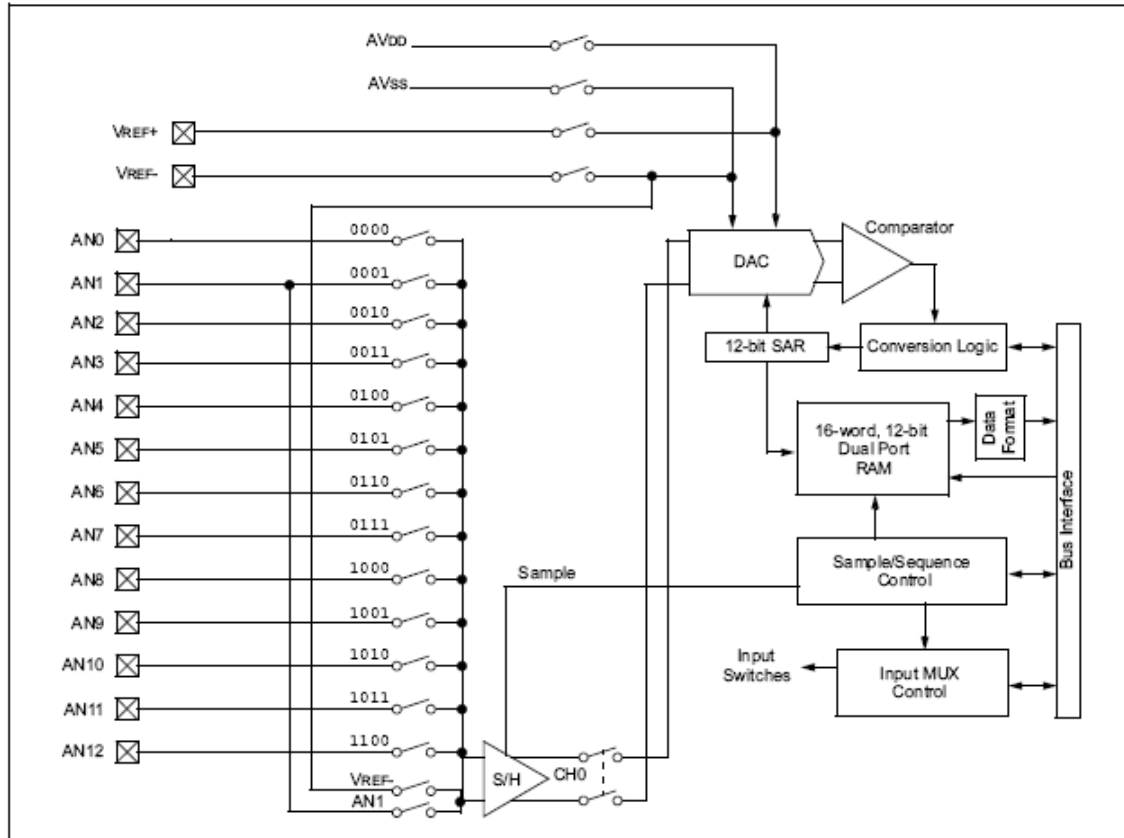 AVDD
AVSS
VREF+
VREF-
AN0
0000
AN1
0001
AN2
0010
AN3
0011
AN4
0100
AN5
0101
AN6
0110
AN7
0111
AN8
1000
AN9
1001
AN10
1010
AN11
1011
AN12
1100
VREF-
AN1
S/H
CH0
Sample
DAC
Comparator
12-bit SAR
Conversion Logic
16-word, 12-bit
Dual Port
RAM
Data
Format
Bus Interface
Sample/Sequence
Control
Input
Switches
Input MUX
Control